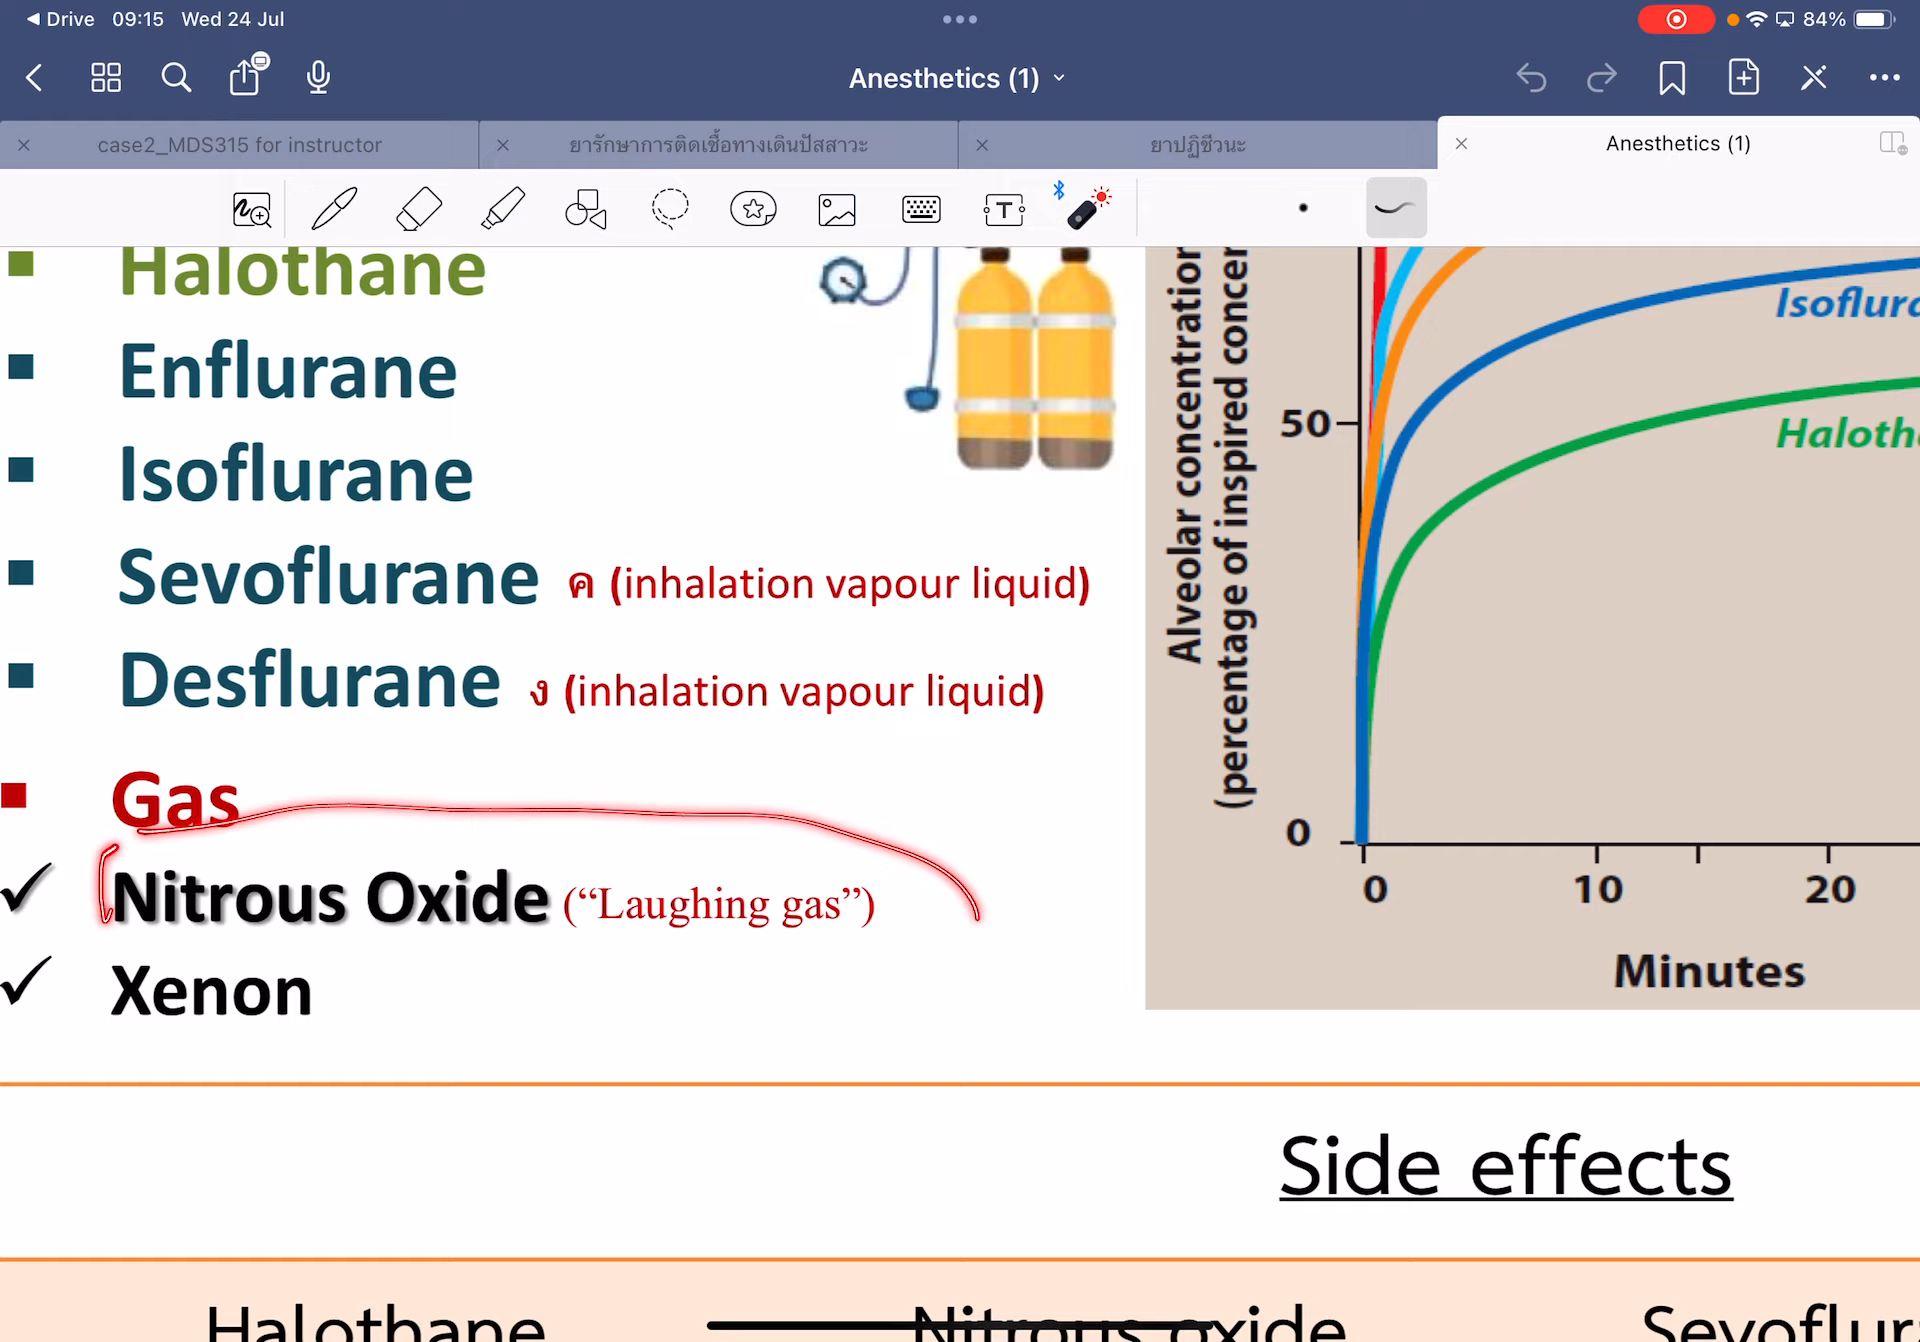 Drive 09:15 Wed 24 Jul
84%
Anesthetics (1)
case2_MDS315 for instructor
ยารักษาการติดเชื้อทางเดินปัสสาวะ
ยาปฏิชีวนะ
Anesthetics (1)
T
Halothane
Enflurane
Isoflurane
Sevoflurane ค (inhalation vapour liquid)
Desflurane ง (inhalation vapour liquid)
Gas
Nitrous Oxide (“Laughing gas”)
Xenon
Alveolar concentration
(percentage of inspired concer
50
0
0 10 20
Minutes
Isoflura
Haloth
Side effects
Halothane
Nitrous oxide
Sevoflur